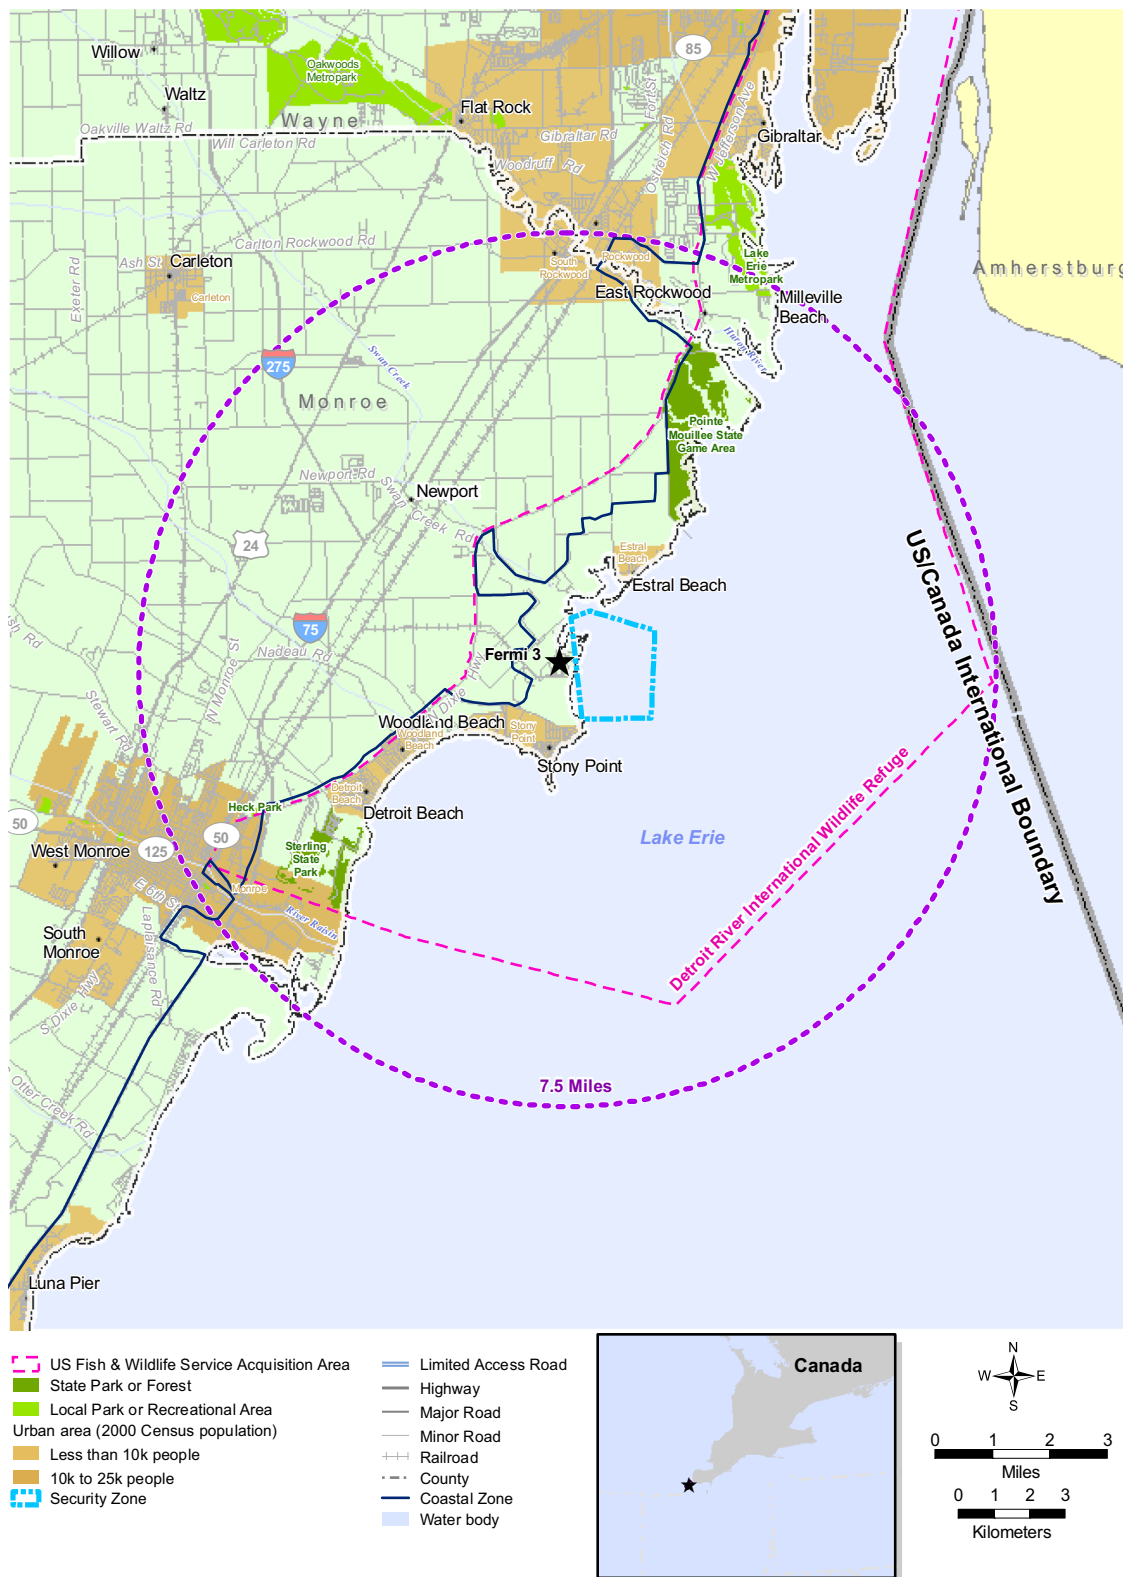 Willow
Waltz
Oakwoods
Metropark
Wayne
Flat Rock
85
Fort St
W Jefferson Ave
Gibraltar
Oakville Waltz Rd
Will Carleton Rd
Gibraltar Rd
Woodruff Rd
Carlton Rockwood Rd
Exeter Rd
Ash St
Carleton
Carleton
South
Rockwood
Rockwood
East Rockwood
Lake
Erie
Metropark
Milleville
Beach
Amherstburg
Huron River
Swan Creek
275
Monroe
Pointe
Mouillee State
Game Area
Newport Rd
Newport
Swan Creek Rd
24
Estral
Beach
Estral Beach
US/Canada International Boundary
75
Nadeau Rd
N Monroe St
Stewart Rd
Fermi 3
N Dixie Hwy
Woodland Beach
Woodland
Beach
Stony
Point
Stony Point
Detroit
Beach
Detroit Beach
Heck Park
Sterling
State
Park
Lake Erie
Detroit River International Wildlife Refuge
50
50
125
West Monroe
Monroe
E 6th St
River Raisin
South
Monroe
Laplaisance Rd
S Dixie Hwy
Otter Creek Rd
7.5 Miles
Luna Pier
US Fish & Wildlife Service Acquisition Area
State Park or Forest
Local Park or Recreational Area
Urban area (2000 Census population)
Less than 10k people
10k to 25k people
Security Zone
Limited Access Road
Highway
Major Road
Minor Road
Railroad
County
Coastal Zone
Water body
Canada
N
W E
S
0 1 2 3
Miles
0 1 2 3
Kilometers